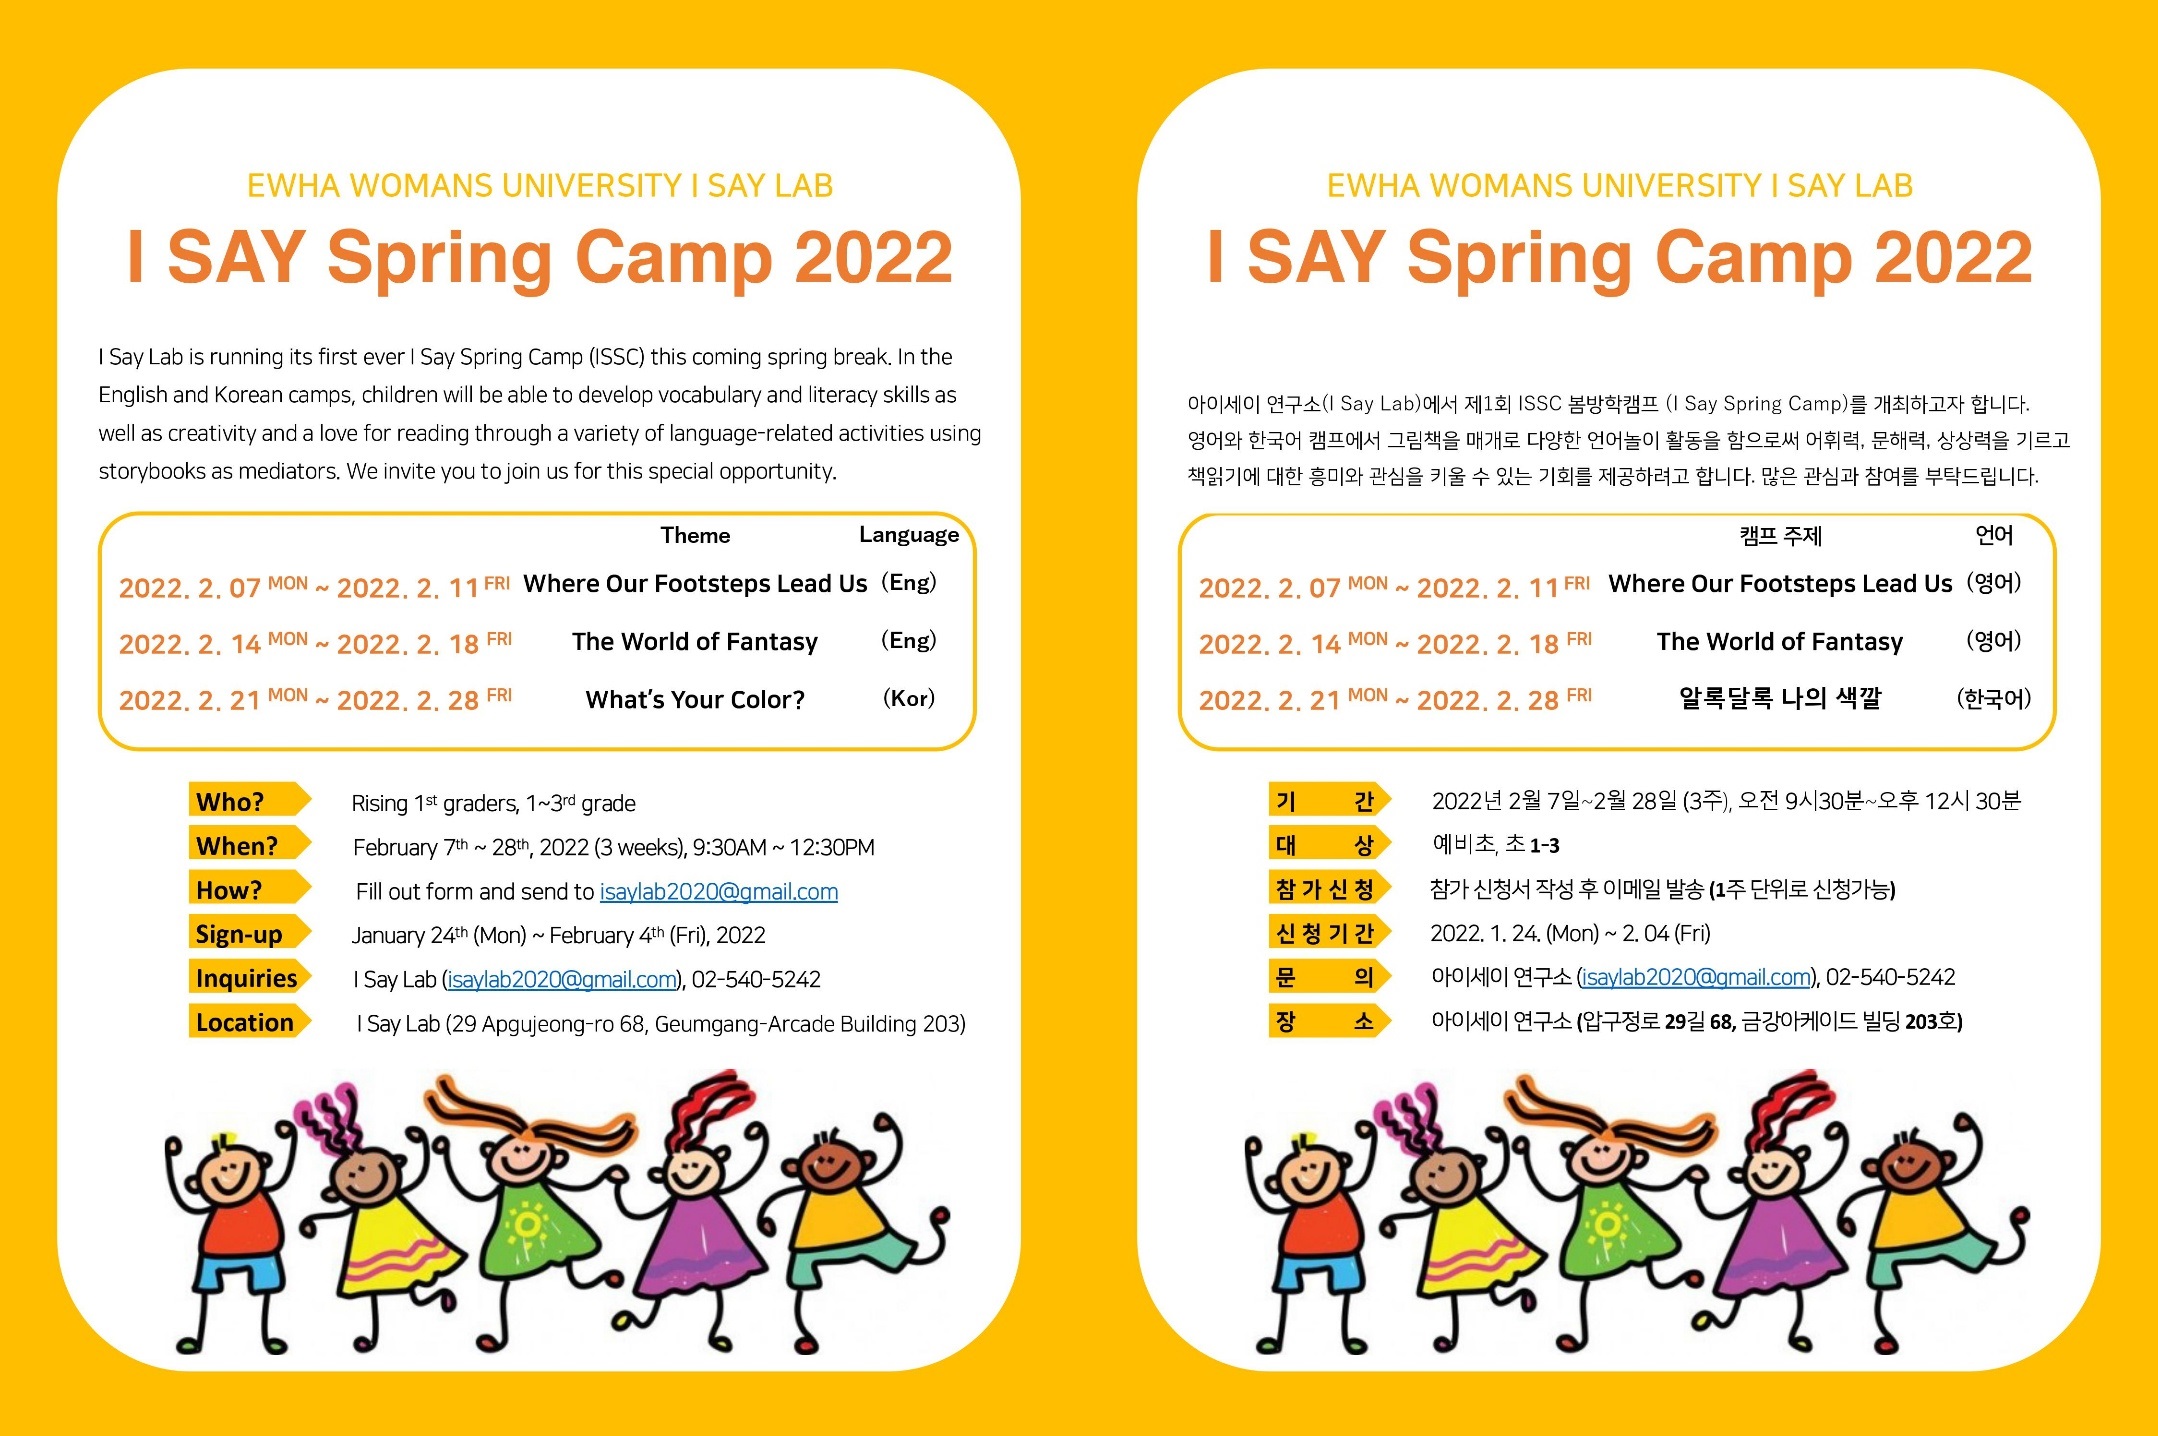 EWHA WOMANS UNIVERSITY I SAY LAB
I SAY Spring Camp 2022
I Say Lab is running its first ever I Say Spring Camp (ISSC) this coming spring break. In the
English and Korean camps, children will be able to develop vocabulary and literacy skills as
well as creativity and a love for reading through a variety of language-related activities using
storybooks as mediators. We invite you to join us for this special opportunity.
Theme Language
2022. 2. 07 MON ~ 2022. 2. 11 FRI Where Our Footsteps Lead Us (Eng)
2022. 2. 14 MON ~ 2022. 2. 18 FRI The World of Fantasy (Eng)
2022. 2. 21 MON ~ 2022. 2. 28 FRI What's Your Color? (Kor)
Who? Rising 1st graders, 1~3rd grade
When? February 7th ~ 28th, 2022 (3 weeks), 9:30AM ~ 12:30PM
How? Fill out form and send to isaylab2020@gmail.com
Sign-up January 24th (Mon) ~ February 4th (Fri), 2022
Inquiries I Say Lab (isaylab2020@gmail.com), 02-540-5242
Location I Say Lab (29 Apgujeong-ro 68, Geumgang-Arcade Building 203)
EWHA WOMANS UNIVERSITY I SAY LAB
I SAY Spring Camp 2022
아이세이 연구소(I Say Lab)에서 제1회 ISSC 봄방학캠프 (I Say Spring Camp)를 개최하고자 합니다.
영어와 한국어 캠프에서 그림책을 매개로 다양한 언어놀이 활동을 함으로써 어휘력, 문해력, 상상력을 기르고
책읽기에 대한 흥미와 관심을 키울 수 있는 기회를 제공하려고 합니다. 많은 관심과 참여를 부탁드립니다.
캠프 주제 언어
2022. 2. 07 MON ~ 2022. 2. 11 FRI Where Our Footsteps Lead Us (영어)
2022. 2. 14 MON ~ 2022. 2. 18 FRI The World of Fantasy (영어)
2022. 2. 21 MON ~ 2022. 2. 28 FRI 알록달록 나의 색깔 (한국어)
기 간 2022년 2월 7일~2월 28일 (3주), 오전 9시30분~오후 12시 30분
대 상 예비초, 초 1-3
참 가 신 청 참가 신청서 작성 후 이메일 발송 (1주 단위로 신청가능)
신 청 기 간 2022. 1. 24. (Mon) ~ 2. 04 (Fri)
문 의 아이세이 연구소 (isaylab2020@gmail.com), 02-540-5242
장 소 아이세이 연구소 (압구정로 29길 68, 금강아케이드 빌딩 203호)